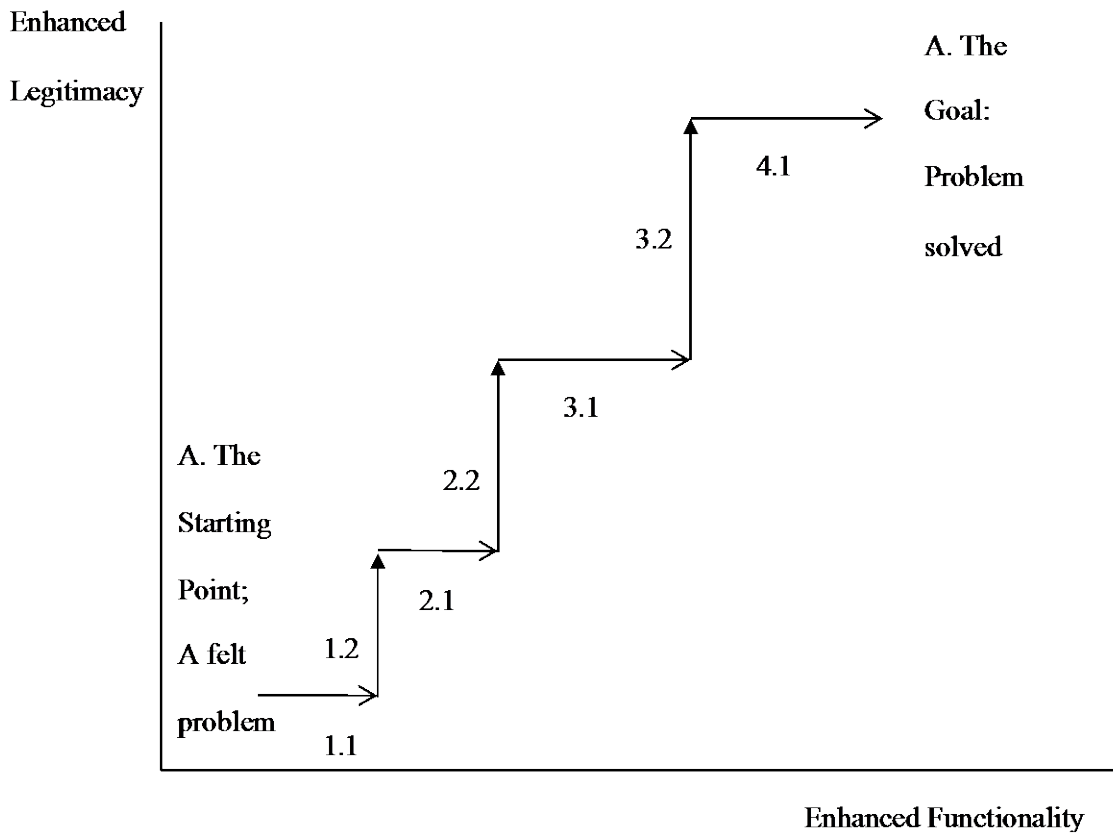 Enhanced
Legitimacy
A. The
Goal:
Problem
solved
4.1
3.2
3.1
2.2
2.1
A. The
Starting
Point;
A felt
problem
1.2
1.1
Enhanced Functionality